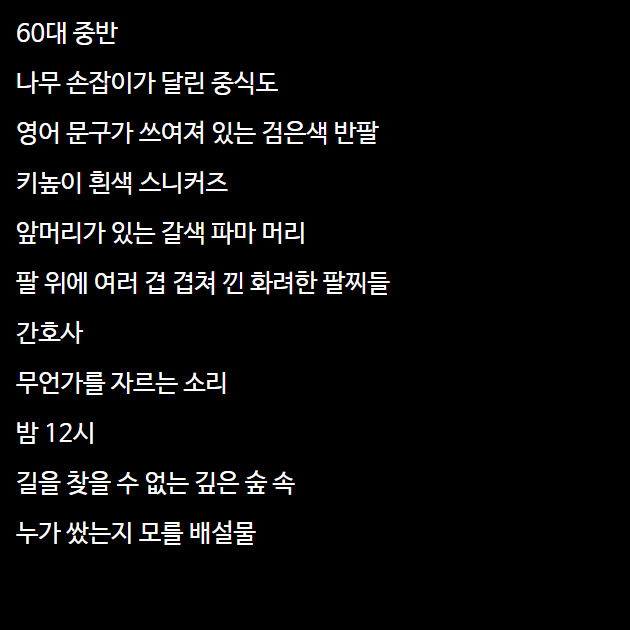 60대 중반
나무 손잡이가 달린 중식도
영어 문구가 쓰여져 있는 검은색 반팔
키높이 흰색 스니커즈
앞머리가 있는 갈색 파마 머리
팔 위에 여러 겹 겹쳐 낀 화려한 팔찌들
간호사
무언가를 자르는 소리
밤 12시
길을 찾을 수 없는 깊은 숲 속
누가 쌌는지 모를 배설물